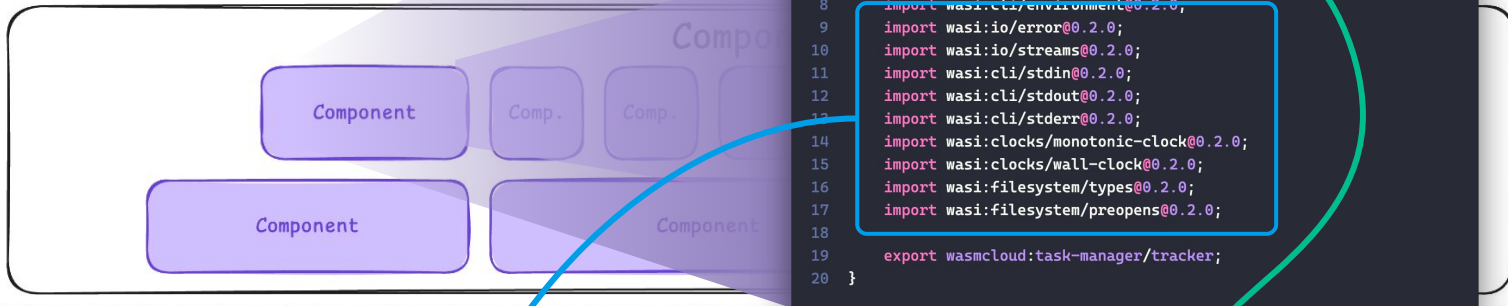 Compo
Component
Comp.
Comp.
Component
Component
8 import wasi:cli/environment@0.2.0;
9 import wasi:io/error@0.2.0;
10 import wasi:io/streams@0.2.0;
11 import wasi:cli/stdin@0.2.0;
12 import wasi:cli/stdout@0.2.0;
13 import wasi:cli/stderr@0.2.0;
14 import wasi:clocks/monotonic-clock@0.2.0;
15 import wasi:clocks/wall-clock@0.2.0;
16 import wasi:filesystem/types@0.2.0;
17 import wasi:filesystem/preopens@0.2.0;
18
19 export wasmcloud:task-manager/tracker;
20 }